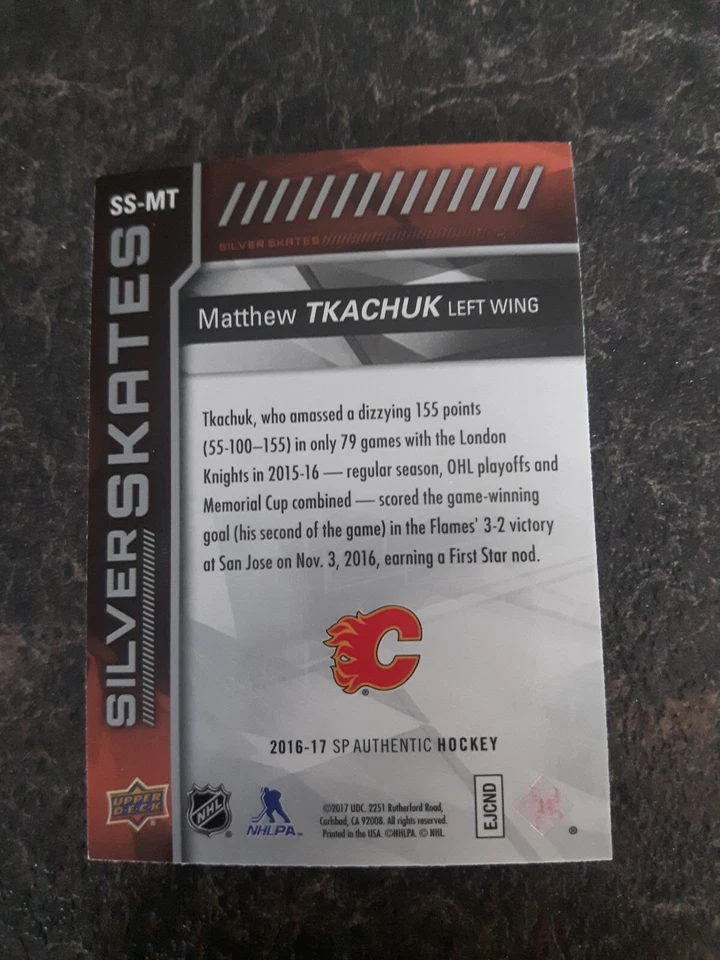 SS-MT
SILVER SKATES
SILVER SKATES
Matthew TKACHUK LEFT WING
Tkachuk, who amassed a dizzying 155 points
(55-100–155) in only 79 games with the London
Knights in 2015-16 — regular season, OHL playoffs and
Memorial Cup combined — scored the game-winning
goal (his second of the game) in the Flames' 3-2 victory
at San Jose on Nov. 3, 2016, earning a First Star nod.
C
®
2016-17 SP AUTHENTIC HOCKEY
UPPER DECK
NHL
NHLPA
©2017 UDC. 2251 Rutherford Road,
Carlsbad, CA 92008. All rights reserved.
Printed in the USA. ©NHLPA. © NHL.
EJCND
®